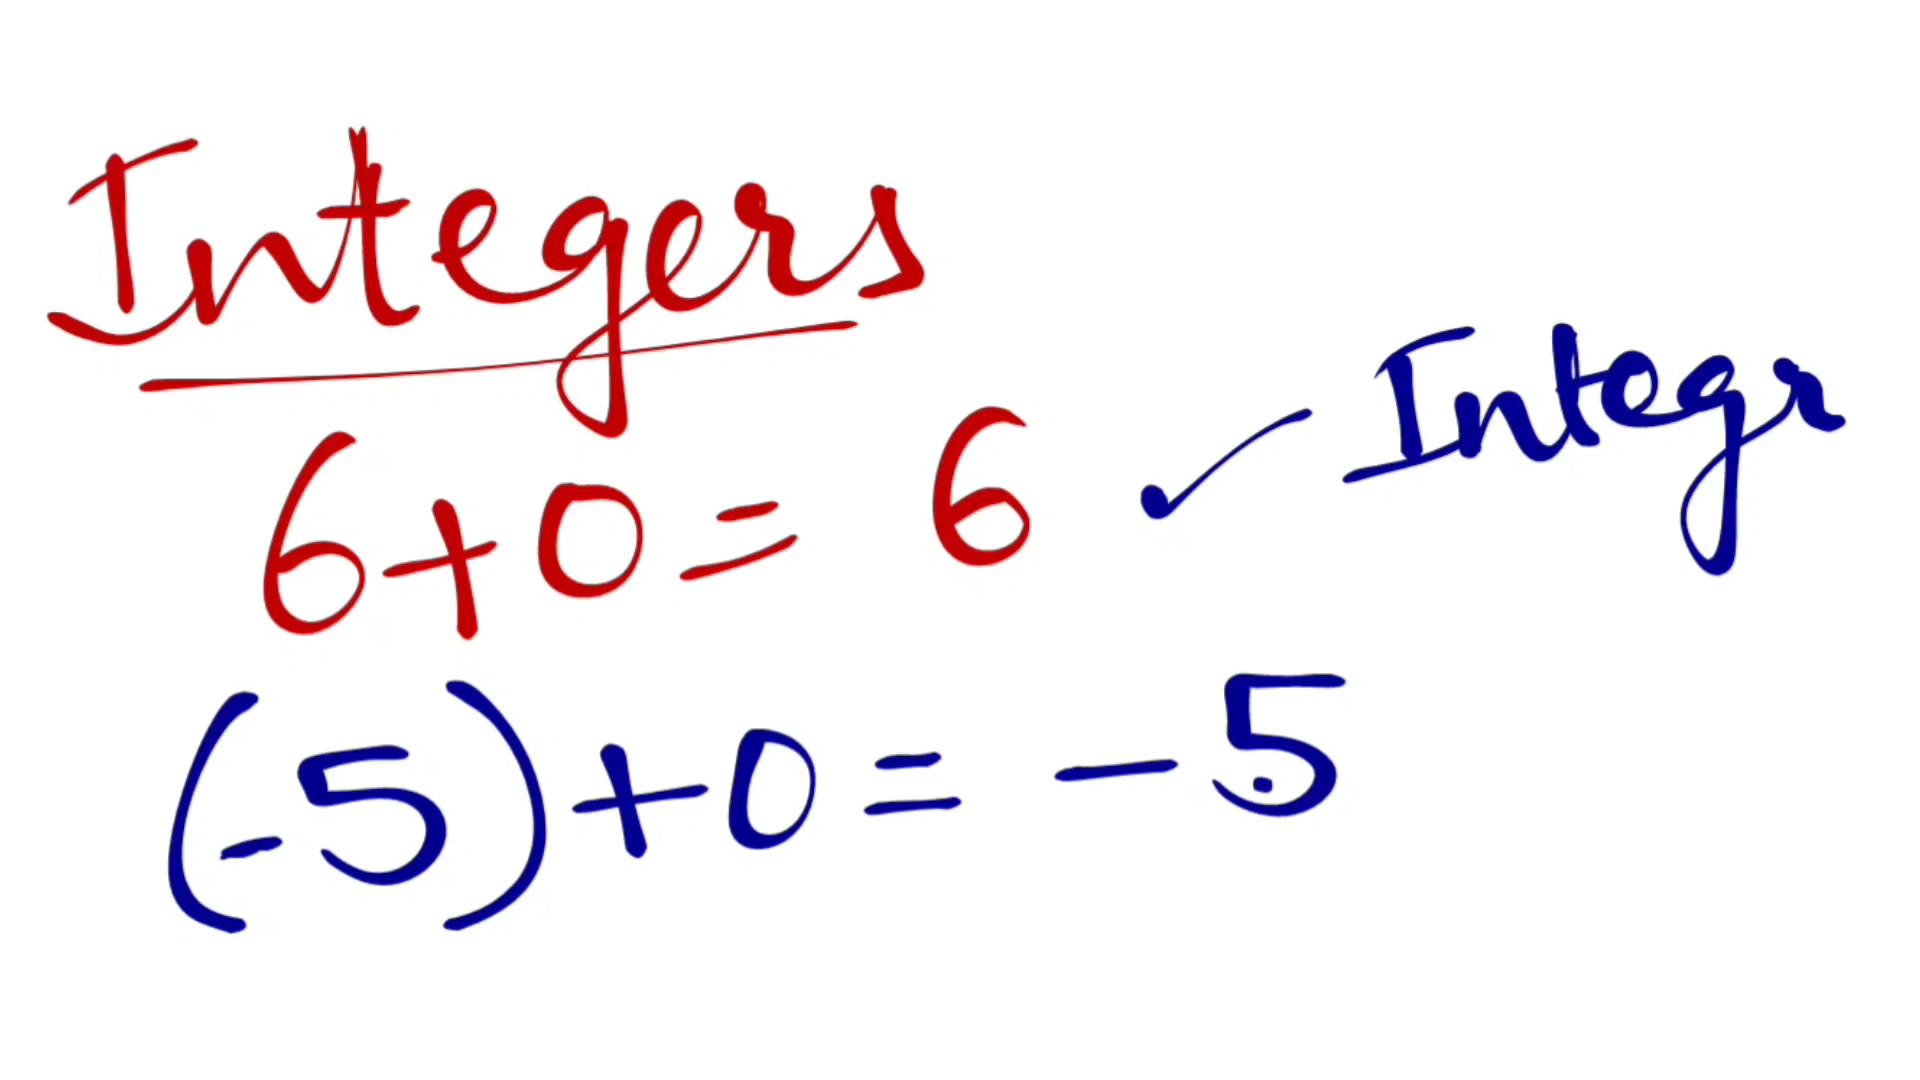 Integers
6+0= 6 ✓ Integr
(-5)+0= -5